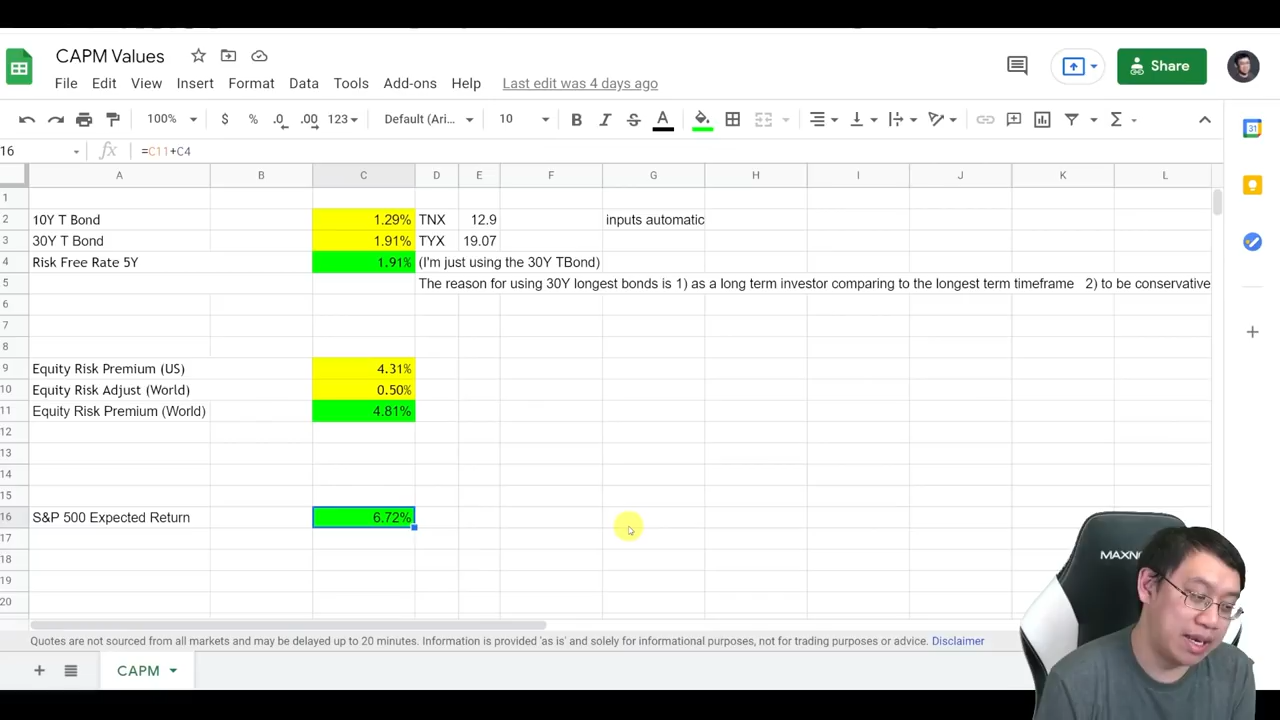 CAPM Values
File Edit View Insert Format Data Tools Add-ons Help Last edit was 4 days ago
Share
100% $ % .0 .00 123 Default (Ari... 10 B I S A
16 fx =C11+C4
A B C D E F G H I J K L
1
2 10Y T Bond 1.29% TNX 12.9 inputs automatic
3 30Y T Bond 1.91% TYX 19.07
4 Risk Free Rate 5Y 1.91% (I'm just using the 30Y TBond)
5 The reason for using 30Y longest bonds is 1) as a long term investor comparing to the longest term timeframe 2) to be conservative
6
7
8
9 Equity Risk Premium (US) 4.31%
10 Equity Risk Adjust (World) 0.50%
11 Equity Risk Premium (World) 4.81%
12
13
14
15
16 S&P 500 Expected Return 6.72%
17
18
19
20
Quotes are not sourced from all markets and may be delayed up to 20 minutes. Information is provided 'as is' and solely for informational purposes, not for trading purposes or advice. Disclaimer
CAPM
31